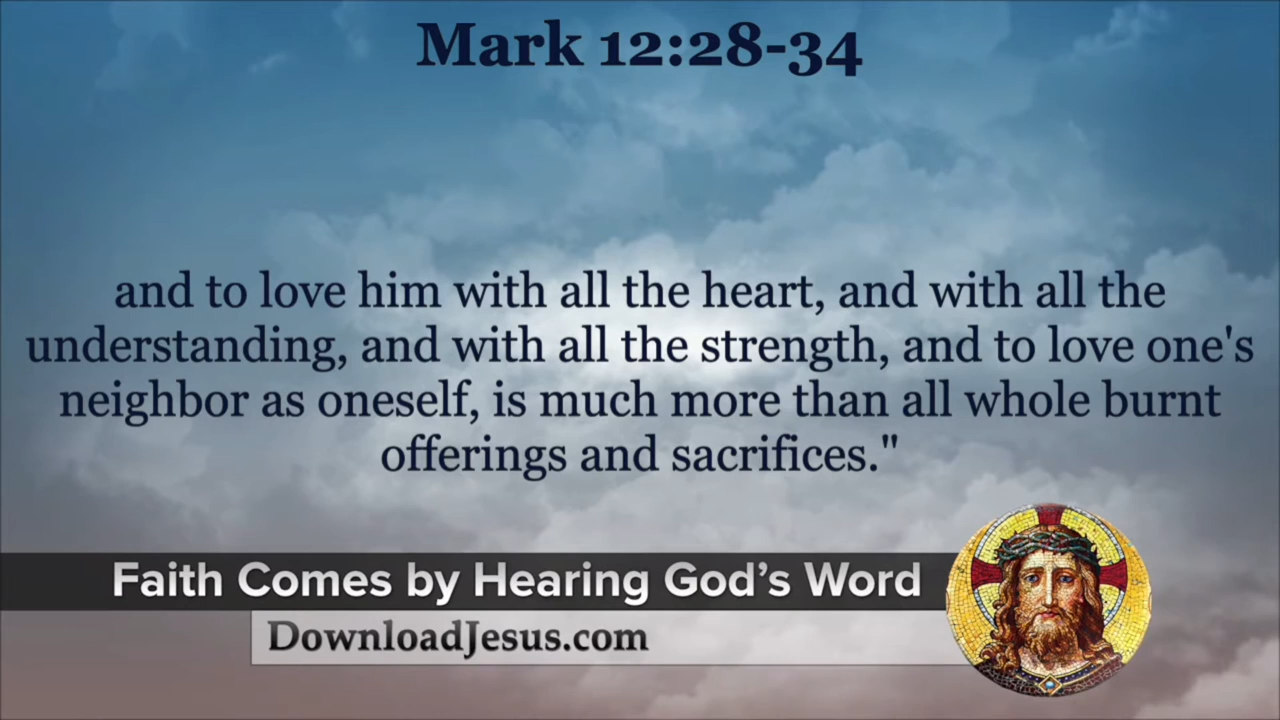 Mark 12:28-34
and to love him with all the heart, and with all the
understanding, and with all the strength, and to love one's
neighbor as oneself, is much more than all whole burnt
offerings and sacrifices."
Faith Comes by Hearing God’s Word
DownloadJesus.com